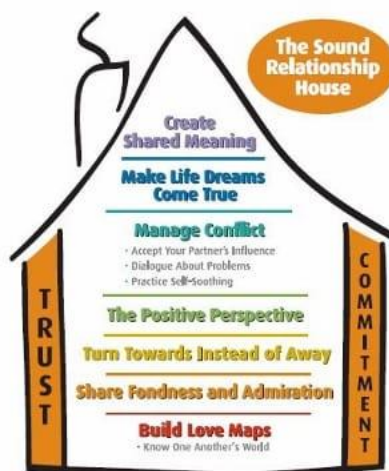 The Sound
Relationship
House
Create
Shared Meaning
Make Life Dreams
Come True
Manage Conflict
· Accept Your Partner's Influence
· Dialogue About Problems
· Practice Self-Soothing
The Positive Perspective
Turn Towards Instead of Away
Share Fondness and Admiration
Build Love Maps
· Know One Another's World
TRUST
COMMITMENT